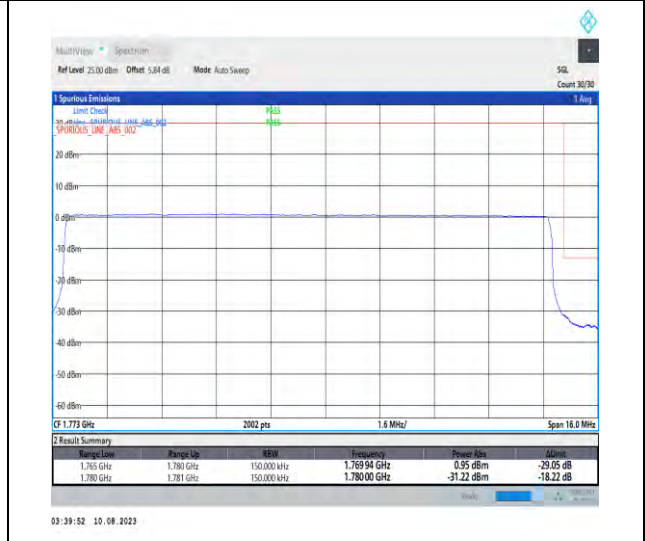 MultiView Spectrum
Ref Level 25.00 dBm Offset 5.84 dB Mode Auto Sweep SGL
Count 30/30
1 Spurious Emissions 1 Avg
Limit Check PASS
20 dBm
10 dBm
0 dBm
-10 dBm
-20 dBm
-30 dBm
-40 dBm
-50 dBm
-60 dBm
CF 1.773 GHz 2002 pts 1.6 MHz/ Span 16.0 MHz
2 Result Summary
Range Low Range Up RBW Frequency Power Abs ΔLimit
1.765 GHz 1.780 GHz 150.000 kHz 1.769 94 GHz 0.95 dBm -29.05 dB
1.780 GHz 1.781 GHz 150.000 kHz 1.780 00 GHz -31.22 dBm -18.22 dB
Ready
03:39:52 10.08.2023